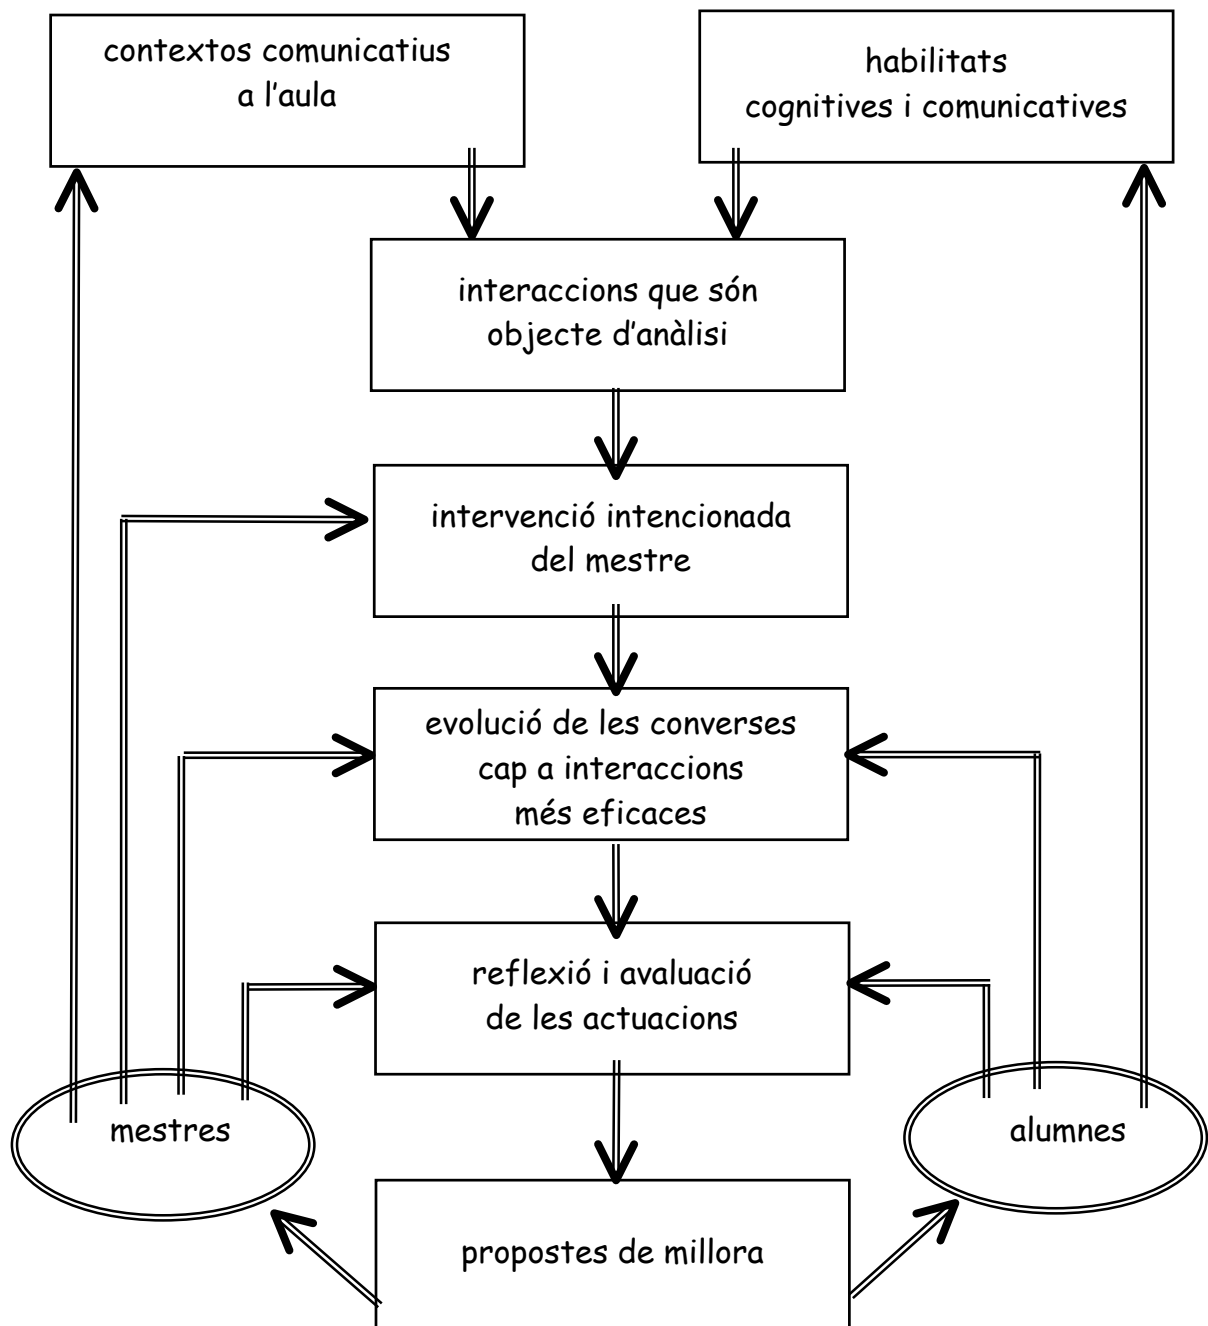 contextos comunicatius
a l'aula
habilitats
cognitives i comunicatives
interaccions que són
objecte d'anàlisi
intervenció intencionada
del mestre
evolució de les converses
cap a interaccions
més eficaces
reflexió i avaluació
de les actuacions
mestres
alumnes
propostes de millora